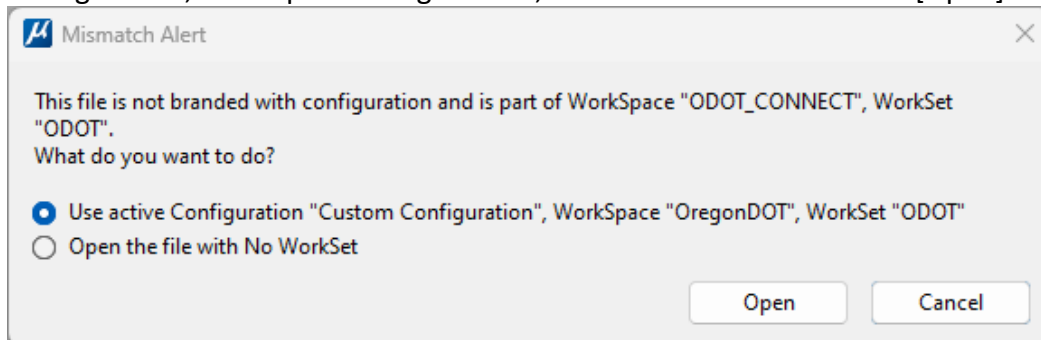 Mismatch Alert
This file is not branded with configuration and is part of WorkSpace "ODOT_CONNECT", WorkSet
"ODOT".
What do you want to do?
Use active Configuration "Custom Configuration", WorkSpace "OregonDOT", WorkSet "ODOT"
Open the file with No WorkSet
Open Cancel